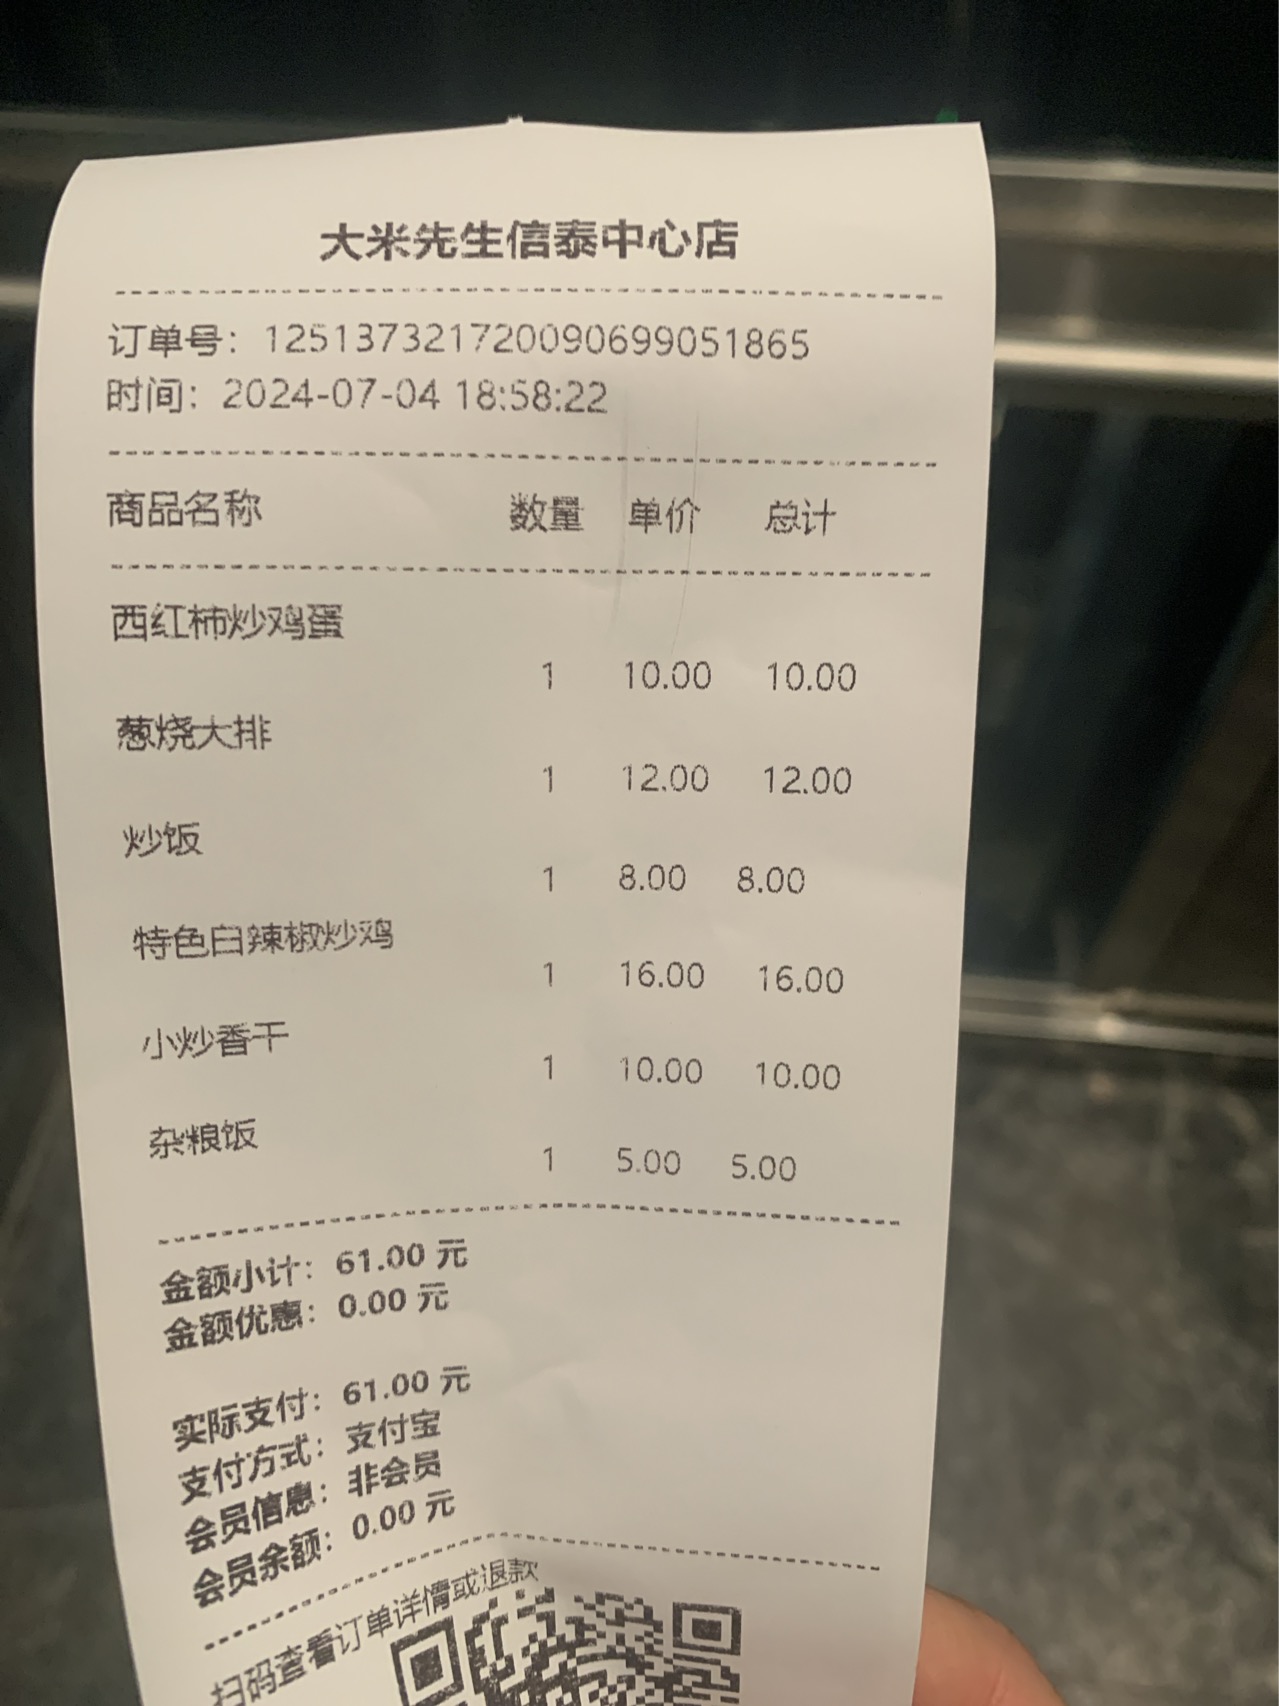 大米先生信泰中心店
订单号：125137321720090699051865
时间：2024-07-04 18:58:22
商品名称 数量 单价 总计
西红柿炒鸡蛋
1 10.00 10.00
葱烧大排
1 12.00 12.00
炒饭
1 8.00 8.00
特色白辣椒炒鸡
1 16.00 16.00
小炒香干
1 10.00 10.00
杂粮饭
1 5.00 5.00
金额小计：61.00 元
金额优惠：0.00 元
实际支付：61.00 元
支付方式：支付宝
会员信息：非会员
会员余额：0.00 元
扫码查看订单详情或退款